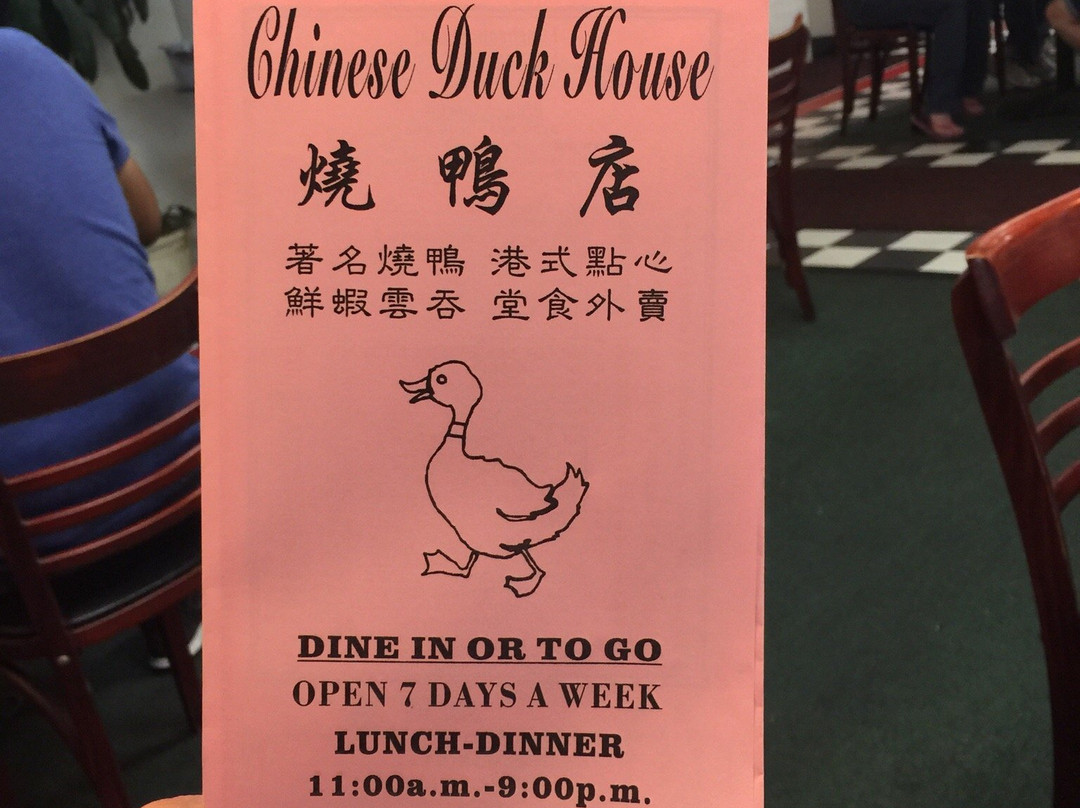 Chinese Duck House
燒鴨店
著名燒鴨 港式點心
鮮蝦雲吞 堂食外賣
DINE IN OR TO GO
OPEN 7 DAYS A WEEK
LUNCH-DINNER
11:00a.m.-9:00p.m.